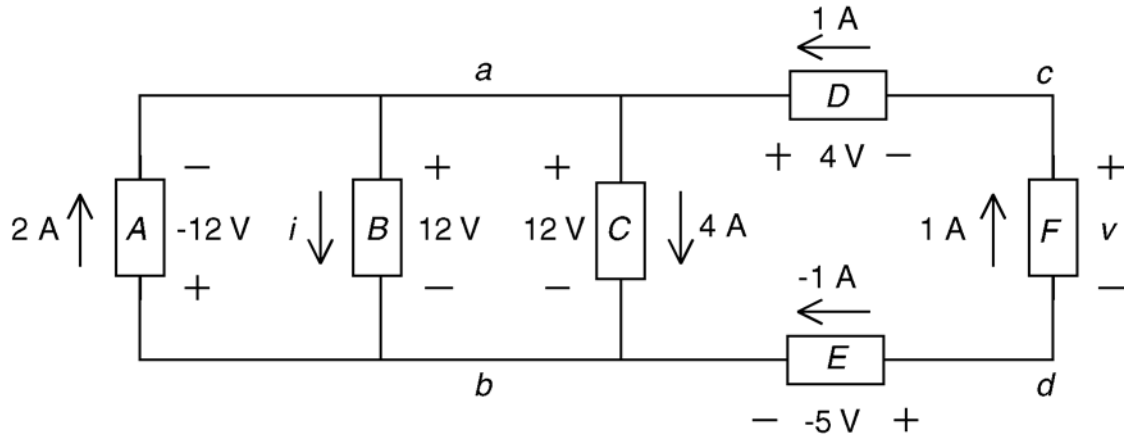 1 A
a
c
D
+ 4 V −
− + + +
2 A A -12 V i B 12 V 12 V C 4 A 1 A F v
+ − − −
-1 A
E
b
d
− -5 V +